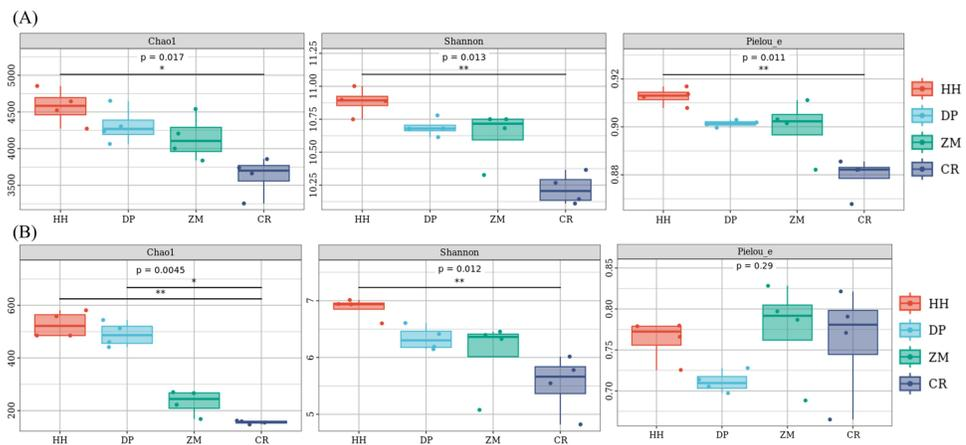 (A)
Chao1
p = 0.017
*
5000
4500
4000
3500
HH DP ZM CR
Shannon
p = 0.013
**
11.25
11.00
10.75
10.50
10.25
HH DP ZM CR
Pielou_e
p = 0.011
**
0.92
0.90
0.88
HH DP ZM CR
HH
DP
ZM
CR
(B)
Chao1
p = 0.0045
*
**
600
400
200
HH DP ZM CR
Shannon
p = 0.012
**
7
6
5
HH DP ZM CR
Pielou_e
p = 0.29
0.85
0.80
0.75
0.70
HH DP ZM CR
HH
DP
ZM
CR